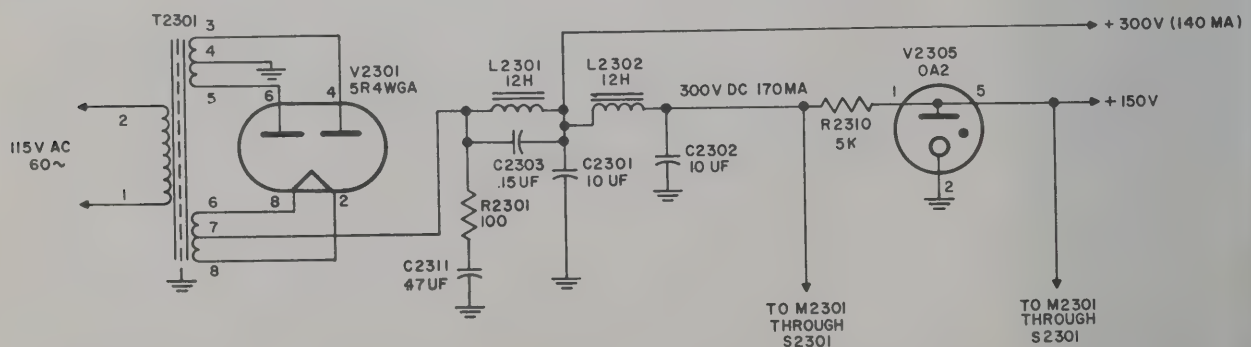 T2301
3
4
5
2
115V AC
60~
1
6
7
8
V2301
5R4WGA
6
4
8
2
L2301
12H
C2303
.15UF
R2301
100
C2311
.47UF
C2301
10 UF
L2302
12H
C2302
10 UF
300V DC 170MA
R2310
5K
V2305
OA2
1
5
2
+ 300V (140 MA)
+150V
TO M2301
THROUGH
S2301
TO M2301
THROUGH
S2301